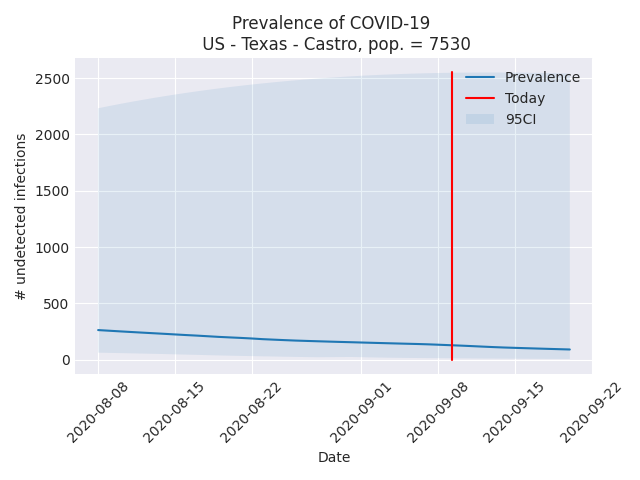 Prevalence of COVID-19
US - Texas - Castro, pop. = 7530
Prevalence
Today
95CI
# undetected infections
2500
2000
1500
1000
500
0
2020-08-08
2020-08-15
2020-08-22
2020-09-01
2020-09-08
2020-09-15
2020-09-22
Date